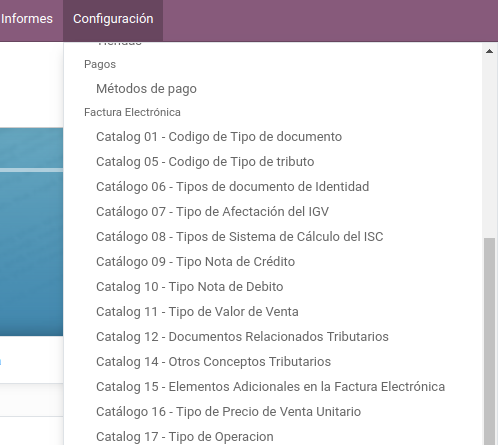 Informes
Configuración
Pagos
Métodos de pago
Factura Electrónica
Catalog 01 - Codigo de Tipo de documento
Catalog 05 - Codigo de Tipo de tributo
Catálogo 06 - Tipos de documento de Identidad
Catálogo 07 - Tipo de Afectación del IGV
Catálogo 08 - Tipos de Sistema de Cálculo del ISC
Catálogo 09 - Tipo Nota de Crédito
Catalog 10 - Tipo Nota de Debito
Catalog 11 - Tipo de Valor de Venta
Catalog 12 - Documentos Relacionados Tributarios
Catalog 14 - Otros Conceptos Tributarios
Catalog 15 - Elementos Adicionales en la Factura Electrónica
Catálogo 16 - Tipo de Precio de Venta Unitario
Catalog 17 - Tipo de Operacion